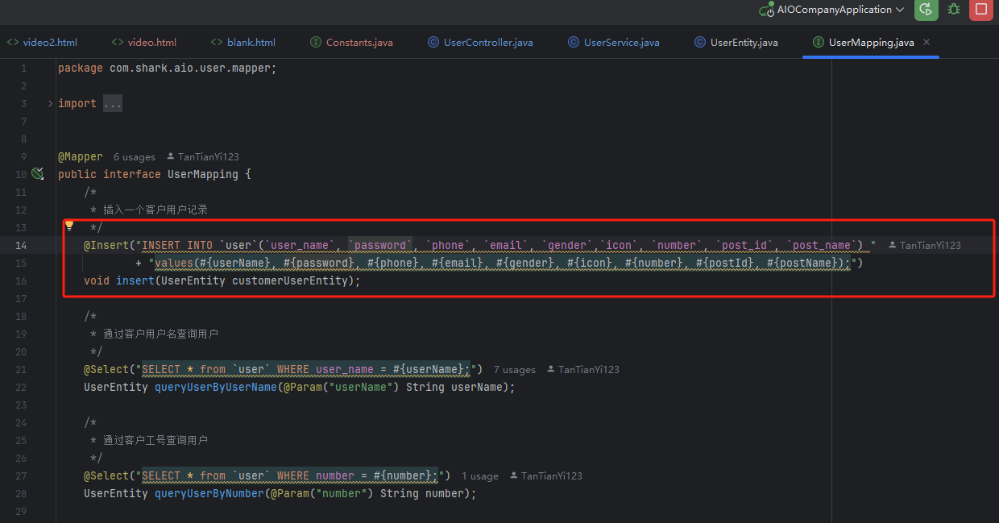 AIOCompanyApplication
<> video2.html <> video.html <> blank.html Constants.java UserController.java UserService.java UserEntity.java UserMapping.java ×
1 package com.shark.aio.user.mapper;
2
3 > import ...
7
8
9 @Mapper 6 usages TanTianYi123
10 public interface UserMapping {
11 /*
12 * 插入一个客户用户记录
13 */
14 @Insert("INSERT INTO `user`(`user_name`, `password`, `phone`, `email`, `gender`,`icon`, `number`, `post_id`, `post_name`) " TanTianYi123
15 + "values(#{userName}, #{password}, #{phone}, #{email}, #{gender}, #{icon}, #{number}, #{postId}, #{postName});")
16 void insert(UserEntity customerUserEntity);
17
18 /*
19 * 通过客户用户名查询用户
20 */
21 @Select("SELECT * from `user` WHERE user_name = #{userName};") 7 usages TanTianYi123
22 UserEntity queryUserByUserName(@Param("userName") String userName);
23
24 /*
25 * 通过客户工号查询用户
26 */
27 @Select("SELECT * from `user` WHERE number = #{number};") 1 usage TanTianYi123
28 UserEntity queryUserByNumber(@Param("number") String number);
29